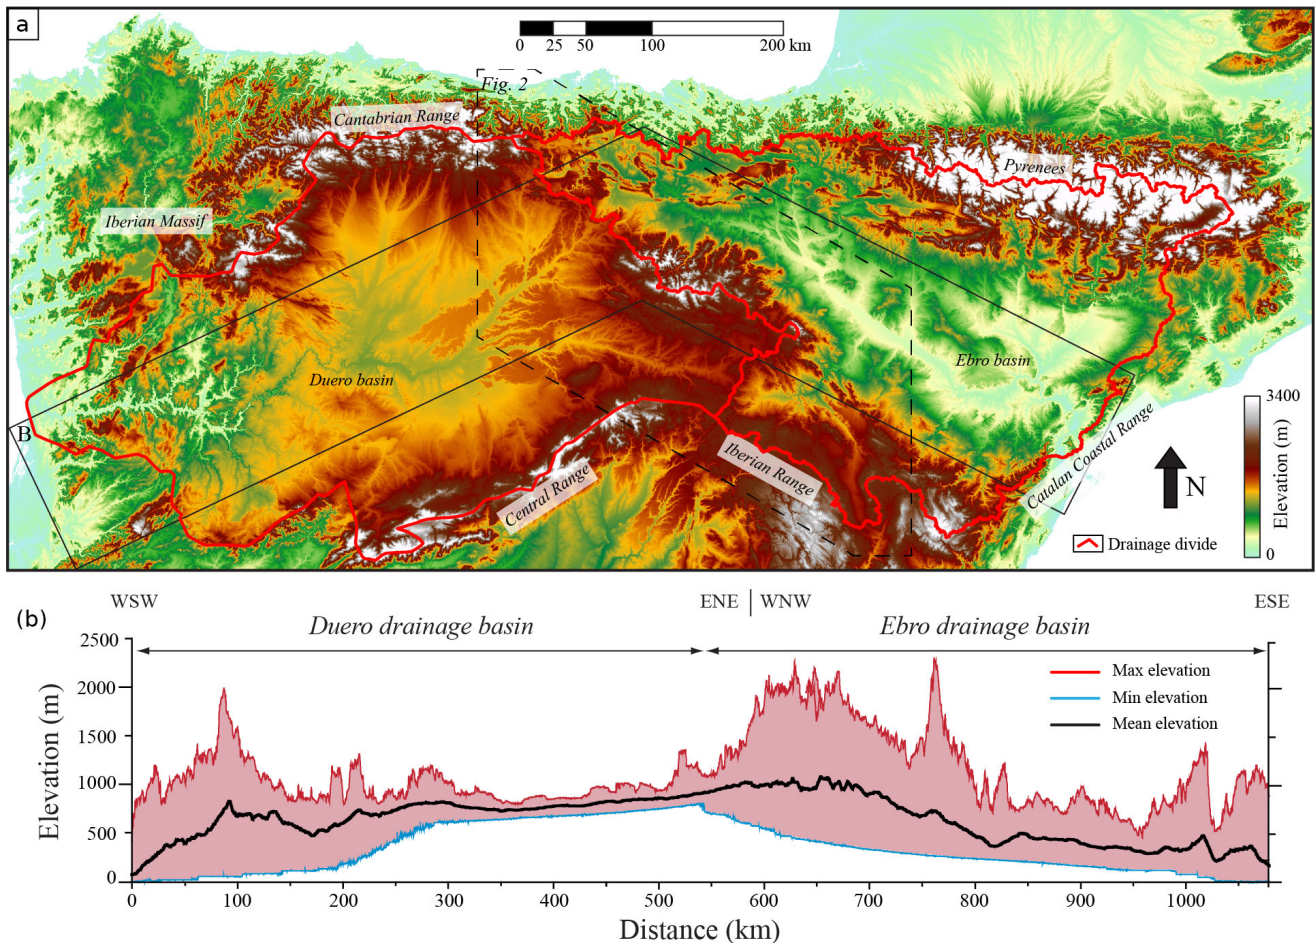 a
0 25 50 100 200 km
Fig. 2
Cantabrian Range
Pyrenees
Iberian Massif
Duero basin
Ebro basin
B
Central Range
Iberian Range
Catalan Coastal Range
N
3400
Elevation (m)
0
Drainage divide
(b)
WSW
ENE | WNW
ESE
Duero drainage basin
Ebro drainage basin
2500
2000
1500
1000
500
0
Elevation (m)
Max elevation
Min elevation
Mean elevation
0 100 200 300 400 500 600 700 800 900 1000
Distance (km)